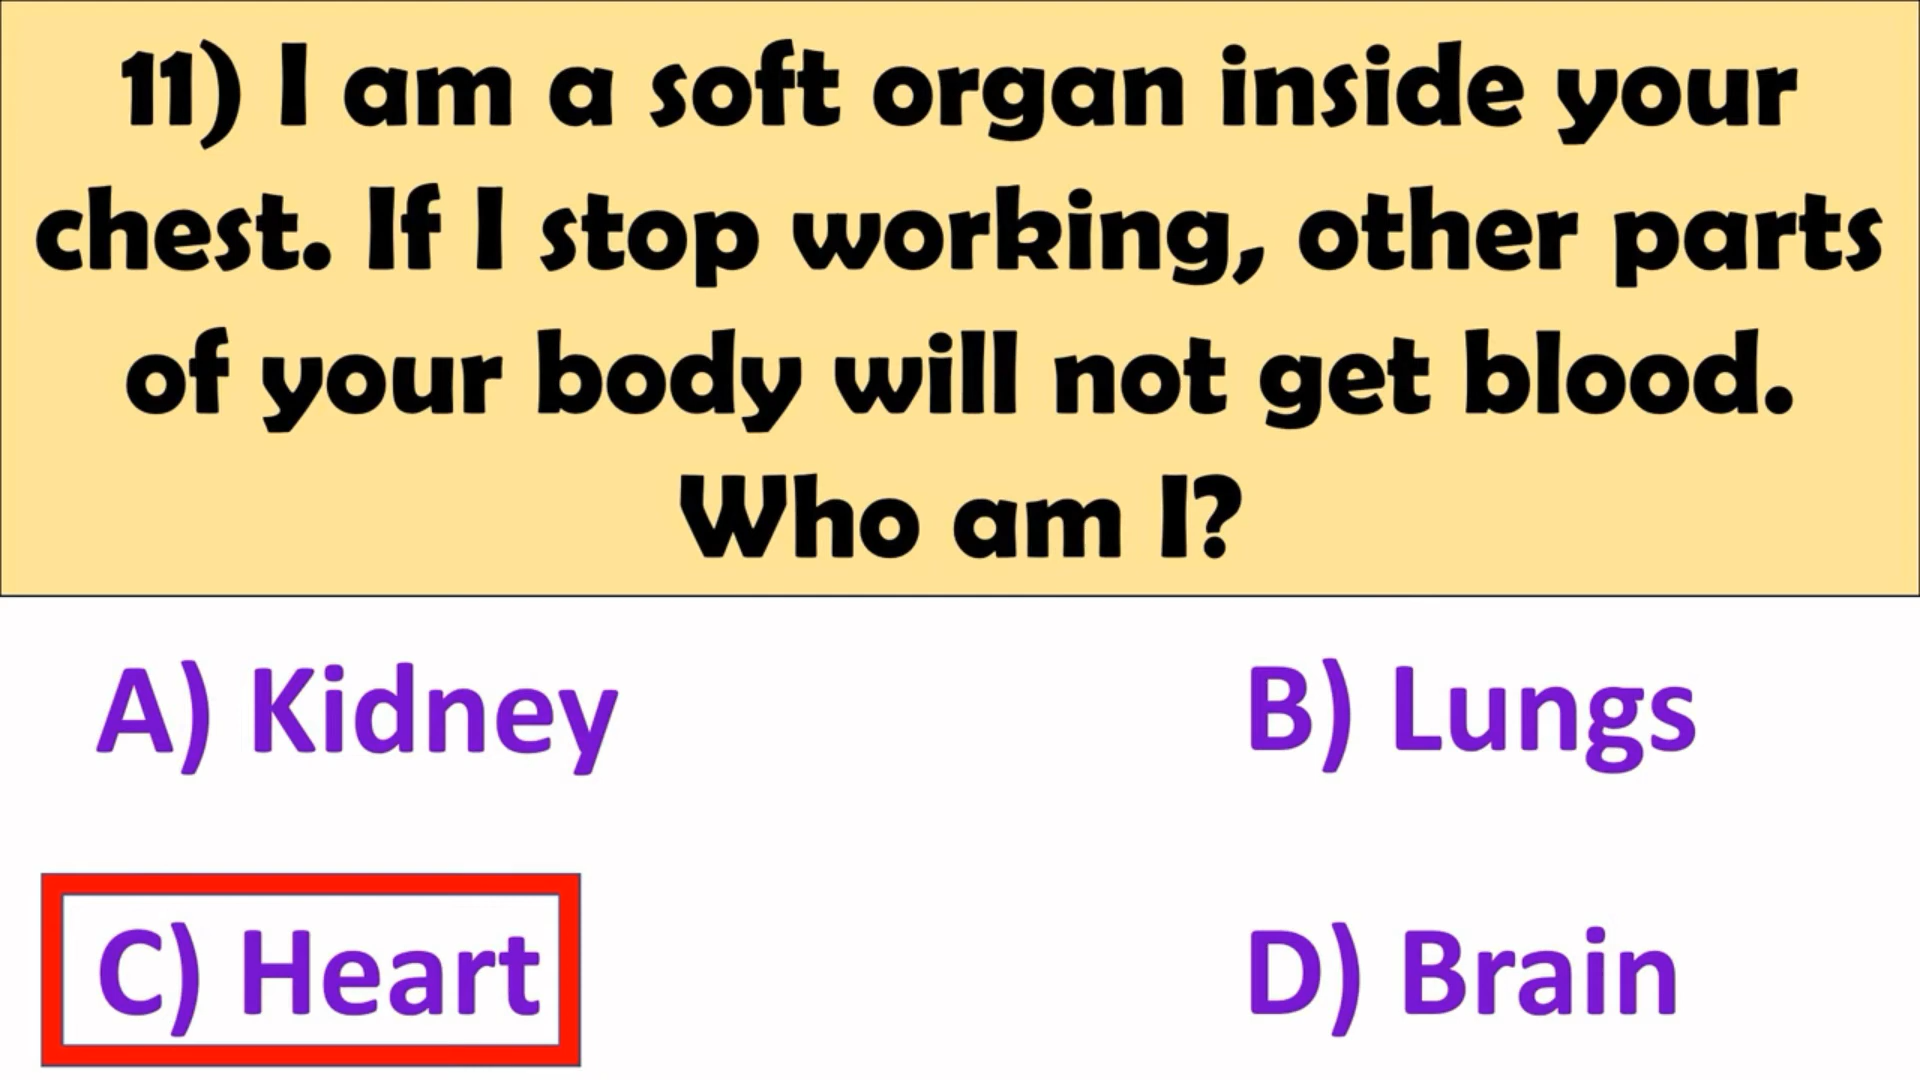 11) I am a soft organ inside your
chest. If I stop working, other parts
of your body will not get blood.
Who am I?
A) Kidney
B) Lungs
C) Heart
D) Brain